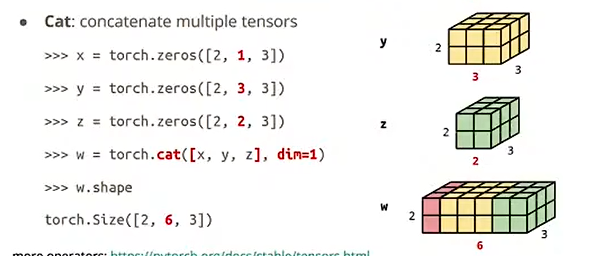 ● Cat: concatenate multiple tensors
>>> x = torch.zeros([2, 1, 3])
>>> y = torch.zeros([2, 3, 3])
>>> z = torch.zeros([2, 2, 3])
>>> w = torch.cat([x, y, z], dim=1)
>>> w.shape
torch.Size([2, 6, 3])
more operators: https://pytorch.org/docs/stable/tensors.html
y
2
3
3
z
2
2
3
w
2
6
3